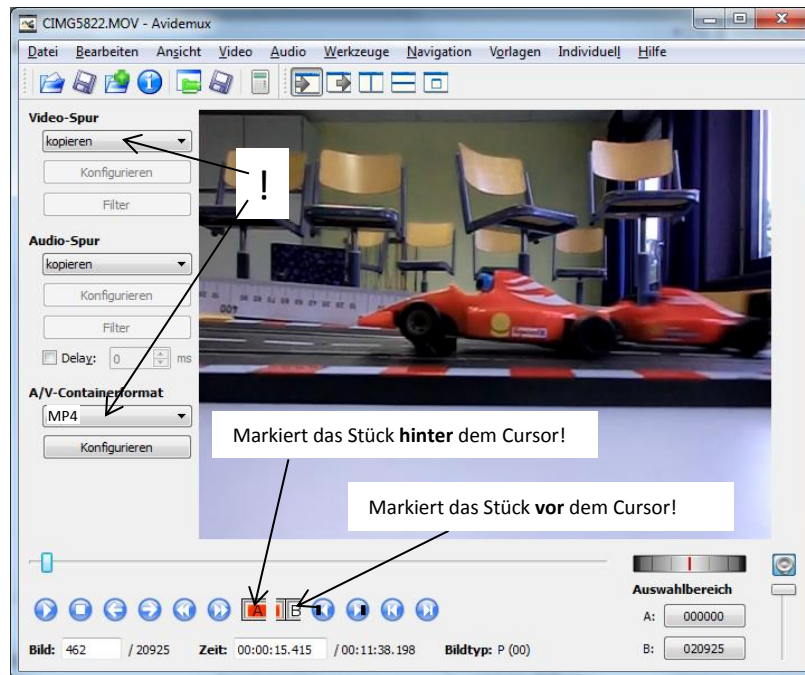 CIMG5822.MOV - Avidemux
Datei Bearbeiten Ansicht Video Audio Werkzeuge Navigation Vorlagen Individuell Hilfe
Video-Spur
kopieren
Konfigurieren
Filter
!
Audio-Spur
kopieren
Konfigurieren
Filter
Delay: 0 ms
A/V-Containerformat
MP4
Konfigurieren
Markiert das Stück hinter dem Cursor!
Markiert das Stück vor dem Cursor!
A B
Auswahlbereich
A: 000000
B: 020925
Bild: 462 / 20925 Zeit: 00:00:15.415 / 00:11:38.198 Bildtyp: P (00)